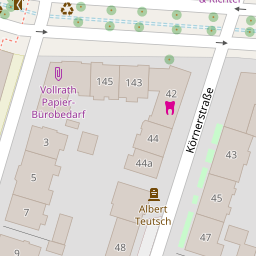 & Richter
145
143
42
Vollrath
Papier-
Bürobedarf
44
3
44a
Körnerstraße
43
5
45
7
Albert
Teutsch
48
47